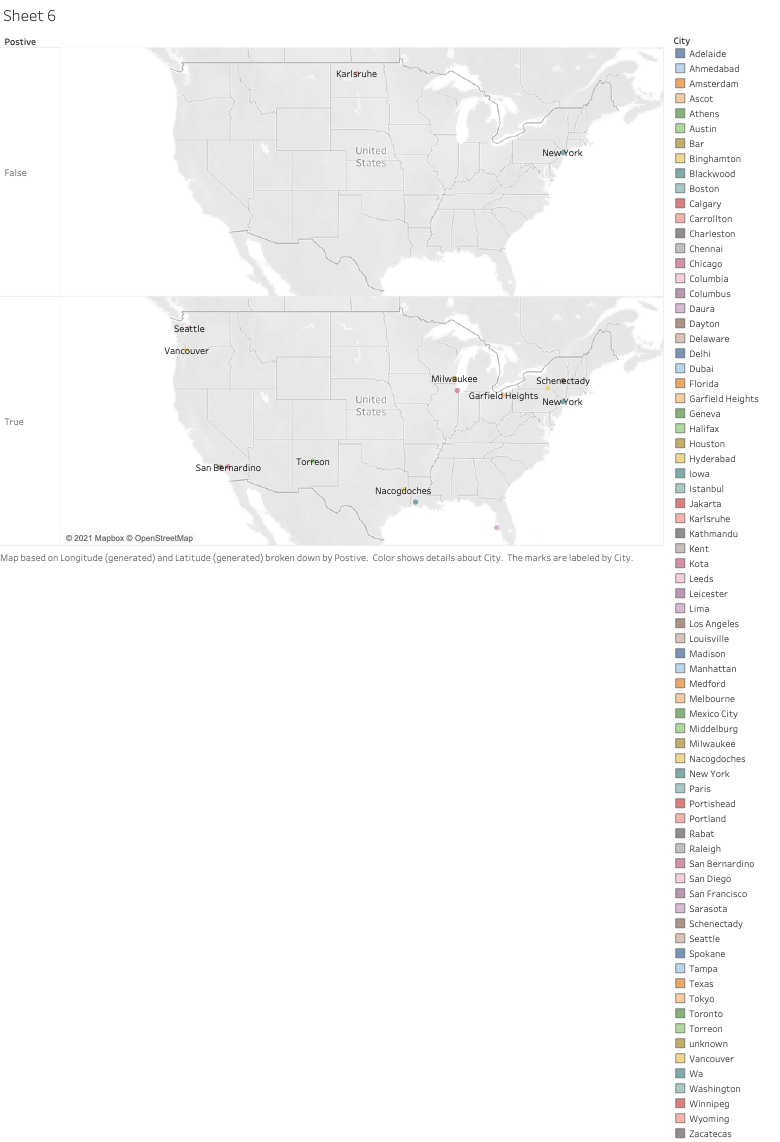 Sheet 6
Postive
False
Karlsruhe
United
States
New York
True
Seattle
Vancouver
Milwaukee
Schenectady
Garfield Heights
United
States
New York
San Bernardino
Torreon
Nacogdoches
© 2021 Mapbox © OpenStreetMap
Map based on Longitude (generated) and Latitude (generated) broken down by Postive. Color shows details about City. The marks are labeled by City.
City
Adelaide
Ahmedabad
Amsterdam
Ascot
Athens
Austin
Bar
Binghamton
Blackwood
Boston
Calgary
Carrollton
Charleston
Chennai
Chicago
Columbia
Columbus
Daura
Dayton
Delaware
Delhi
Dubai
Florida
Garfield Heights
Geneva
Halifax
Houston
Hyderabad
Iowa
Istanbul
Jakarta
Karlsruhe
Kathmandu
Kent
Kota
Leeds
Leicester
Lima
Los Angeles
Louisville
Madison
Manhattan
Medford
Melbourne
Mexico City
Middelburg
Milwaukee
Nacogdoches
New York
Paris
Portishead
Portland
Rabat
Raleigh
San Bernardino
San Diego
San Francisco
Sarasota
Schenectady
Seattle
Spokane
Tampa
Texas
Tokyo
Toronto
Torreon
unknown
Vancouver
Wa
Washington
Winnipeg
Wyoming
Zacatecas